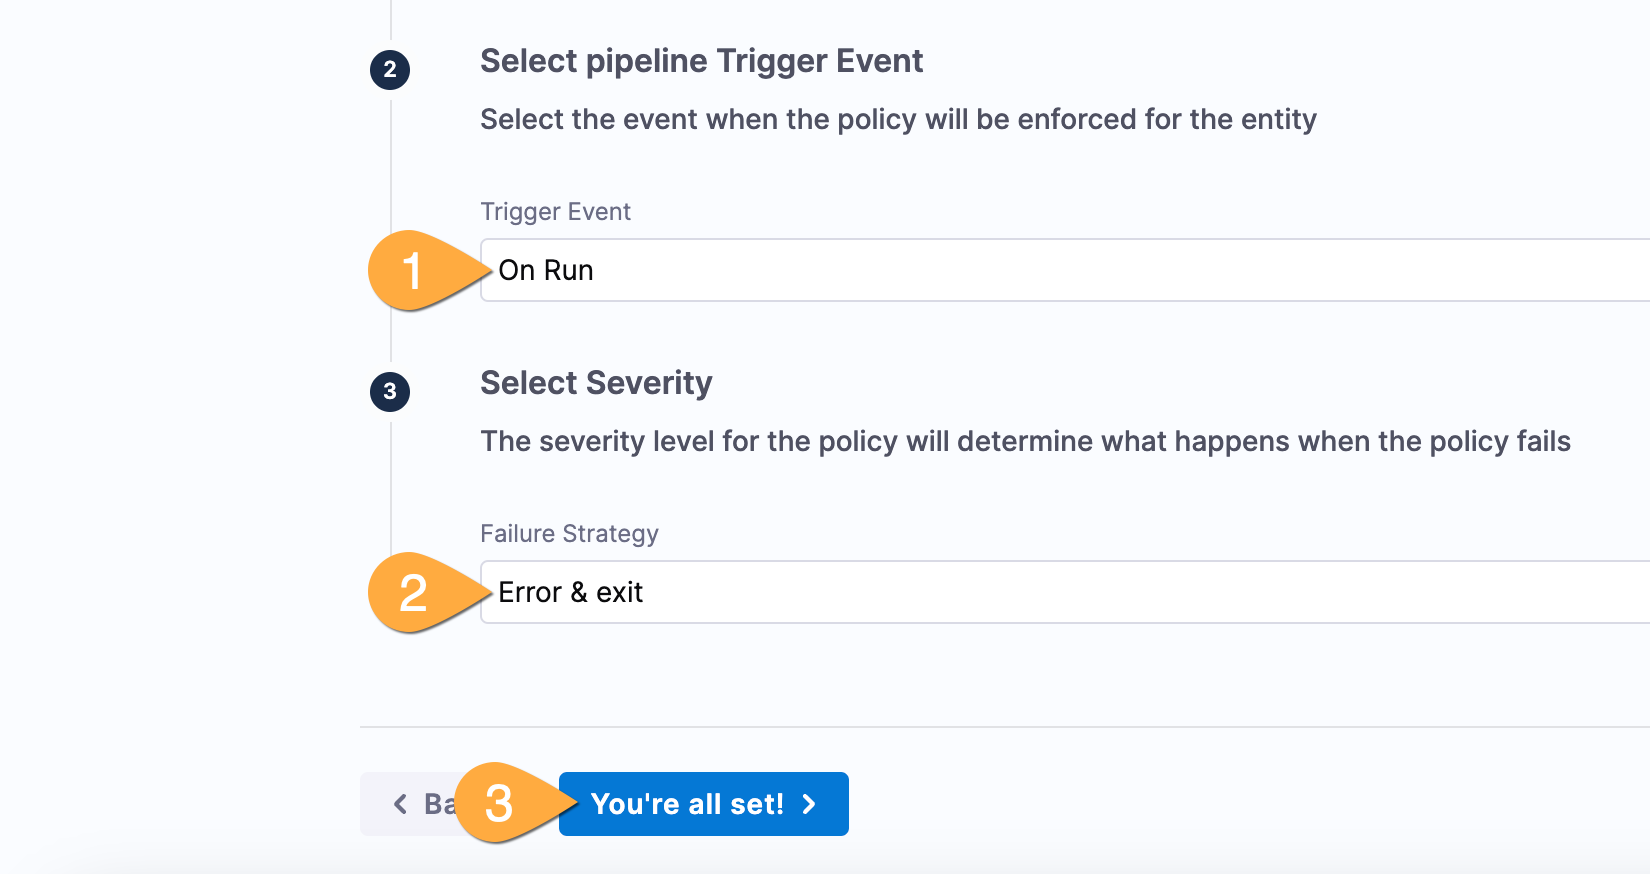 2
Select pipeline Trigger Event
Select the event when the policy will be enforced for the entity
Trigger Event
1
On Run
3
Select Severity
The severity level for the policy will determine what happens when the policy fails
Failure Strategy
2
Error & exit
Ba
3
You're all set!